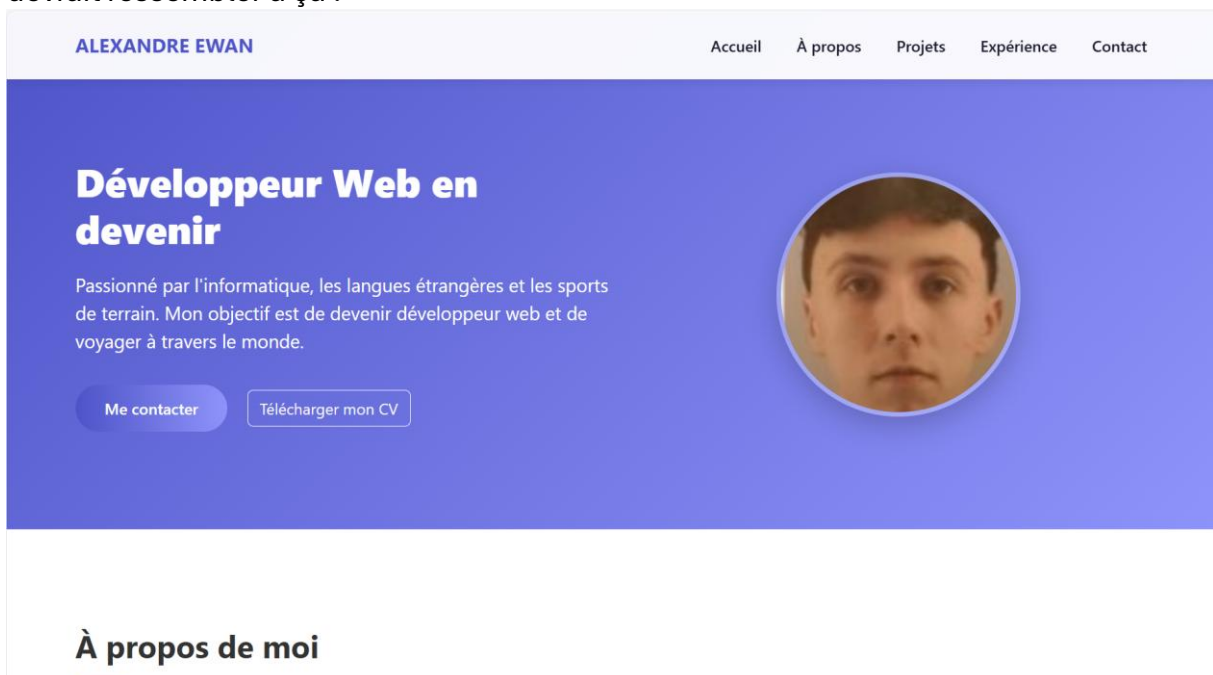 ALEXANDRE EWAN
Accueil À propos Projets Expérience Contact
Développeur Web en
devenir
Passionné par l'informatique, les langues étrangères et les sports
de terrain. Mon objectif est de devenir développeur web et de
voyager à travers le monde.
Me contacter Télécharger mon CV
À propos de moi